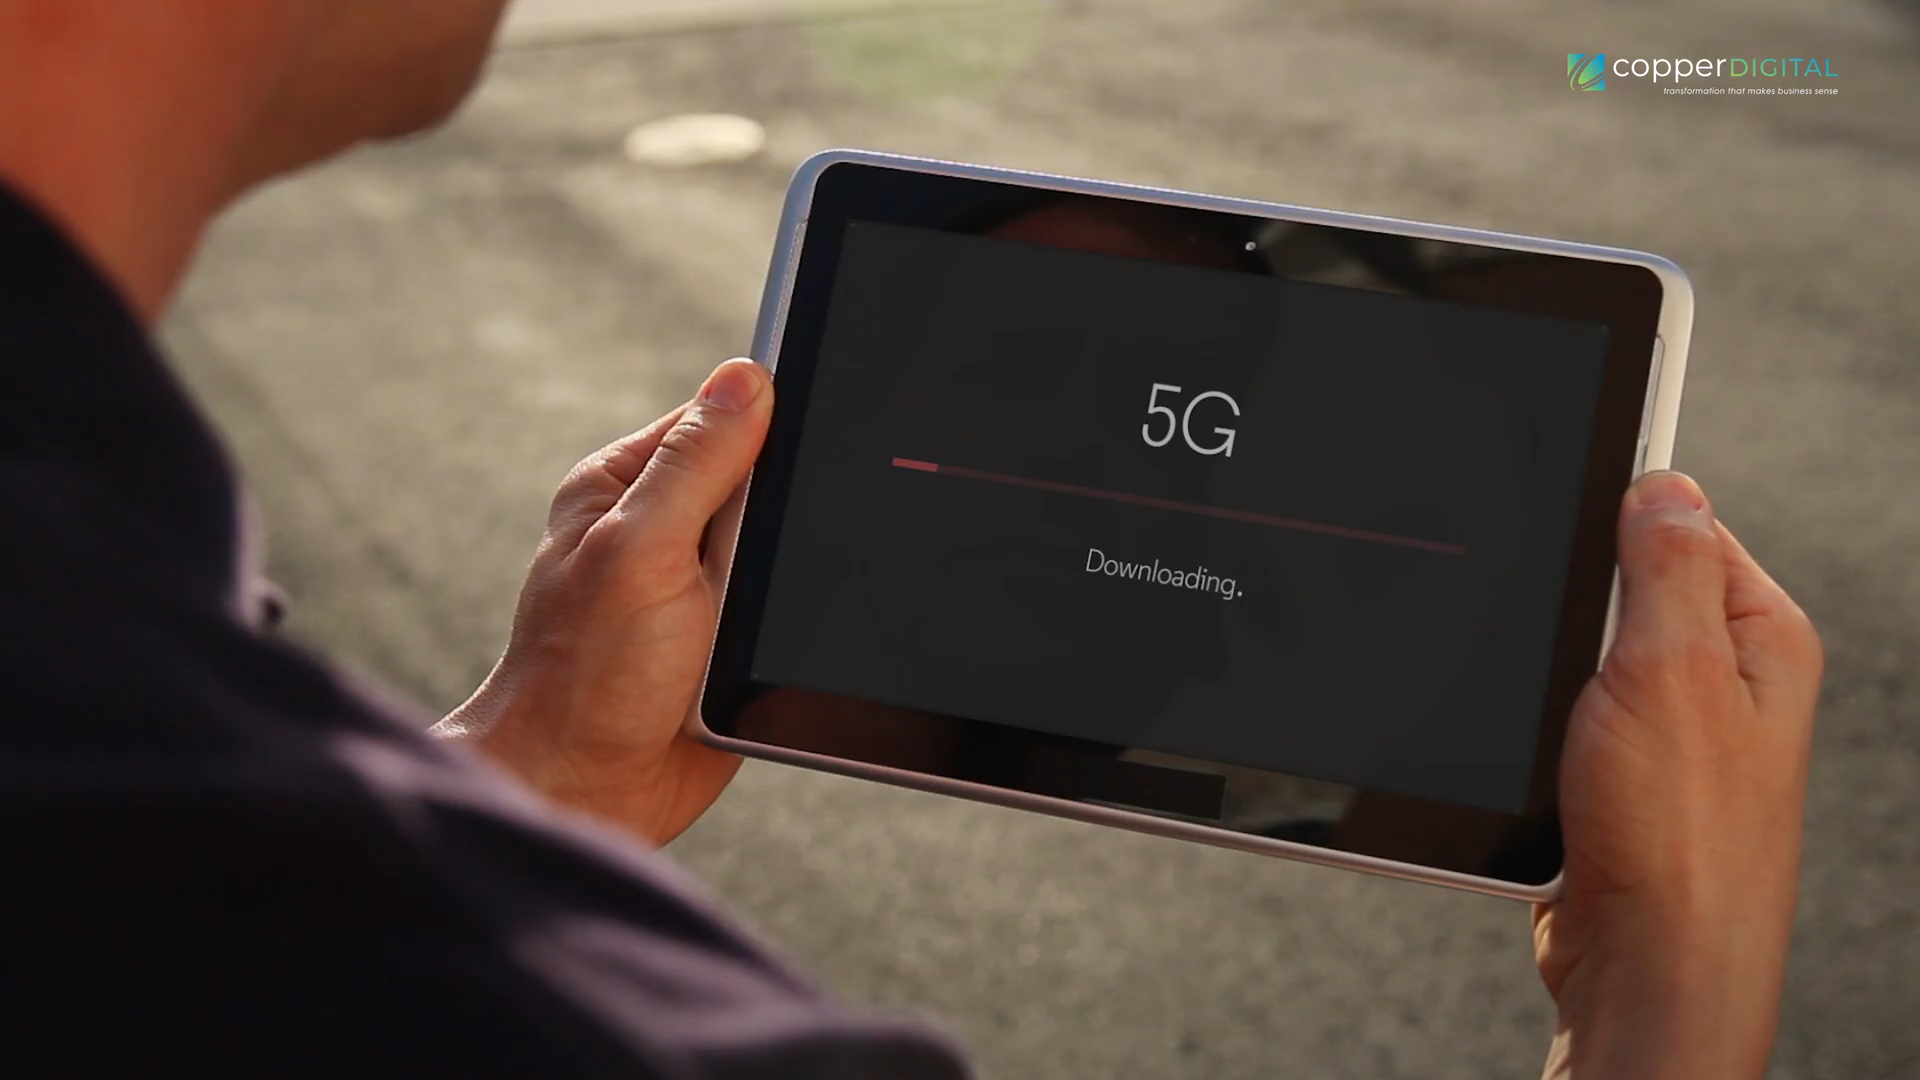 copperDIGITAL
transformation that makes business sense
5G
Downloading.